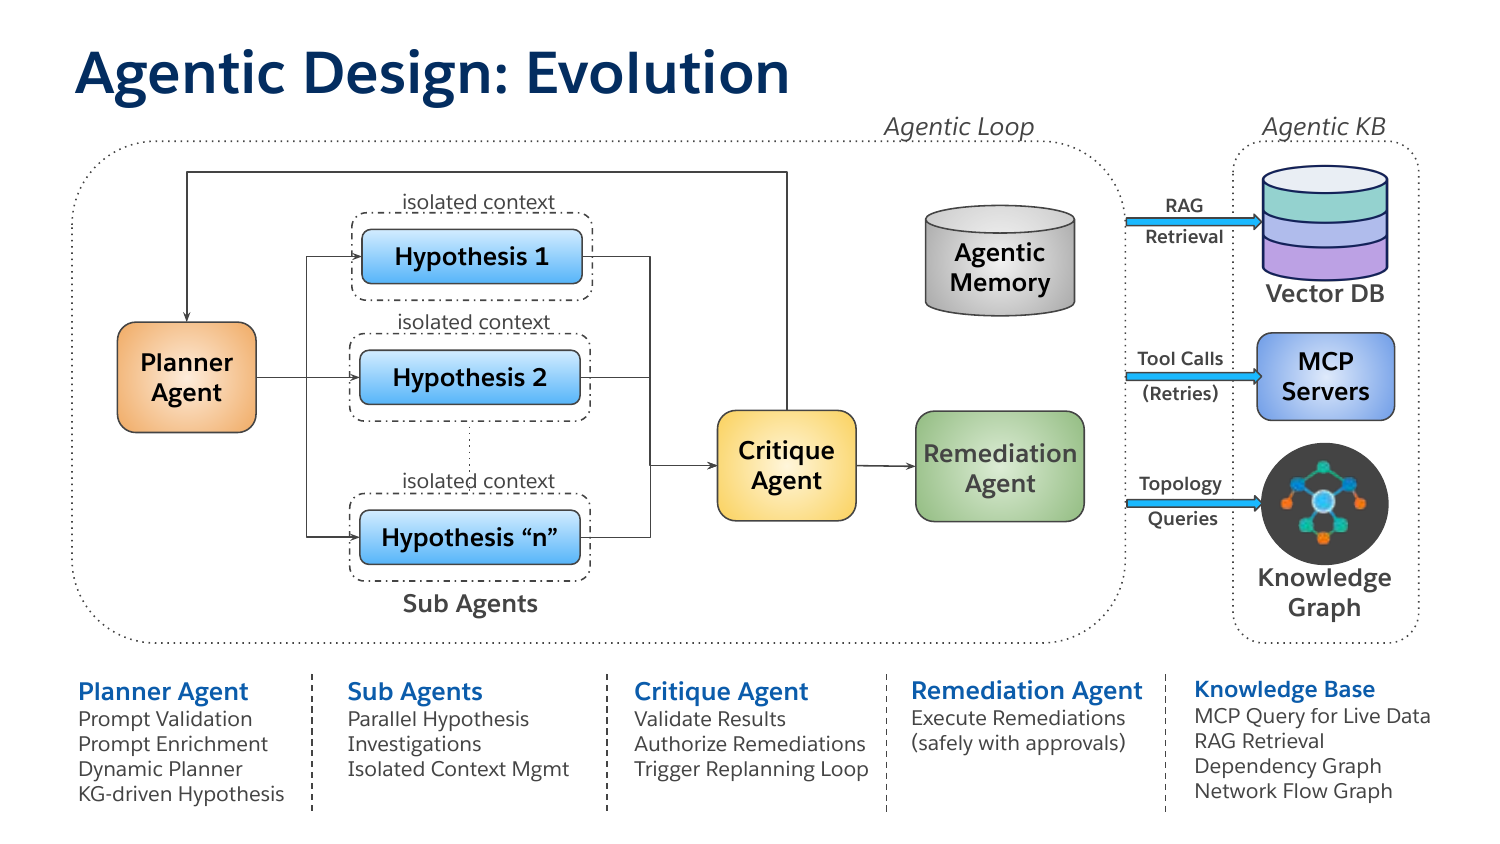 Agentic Design: Evolution
Agentic Loop
Agentic KB
isolated context
Hypothesis 1
isolated context
Hypothesis 2
isolated context
Hypothesis “n”
Sub Agents
Planner
Agent
Critique
Agent
Remediation
Agent
Agentic
Memory
RAG
Retrieval
Tool Calls
(Retries)
Topology
Queries
Vector DB
MCP
Servers
Knowledge
Graph
Planner Agent
Prompt Validation
Prompt Enrichment
Dynamic Planner
KG-driven Hypothesis
Sub Agents
Parallel Hypothesis
Investigations
Isolated Context Mgmt
Critique Agent
Validate Results
Authorize Remediations
Trigger Replanning Loop
Remediation Agent
Execute Remediations
(safely with approvals)
Knowledge Base
MCP Query for Live Data
RAG Retrieval
Dependency Graph
Network Flow Graph